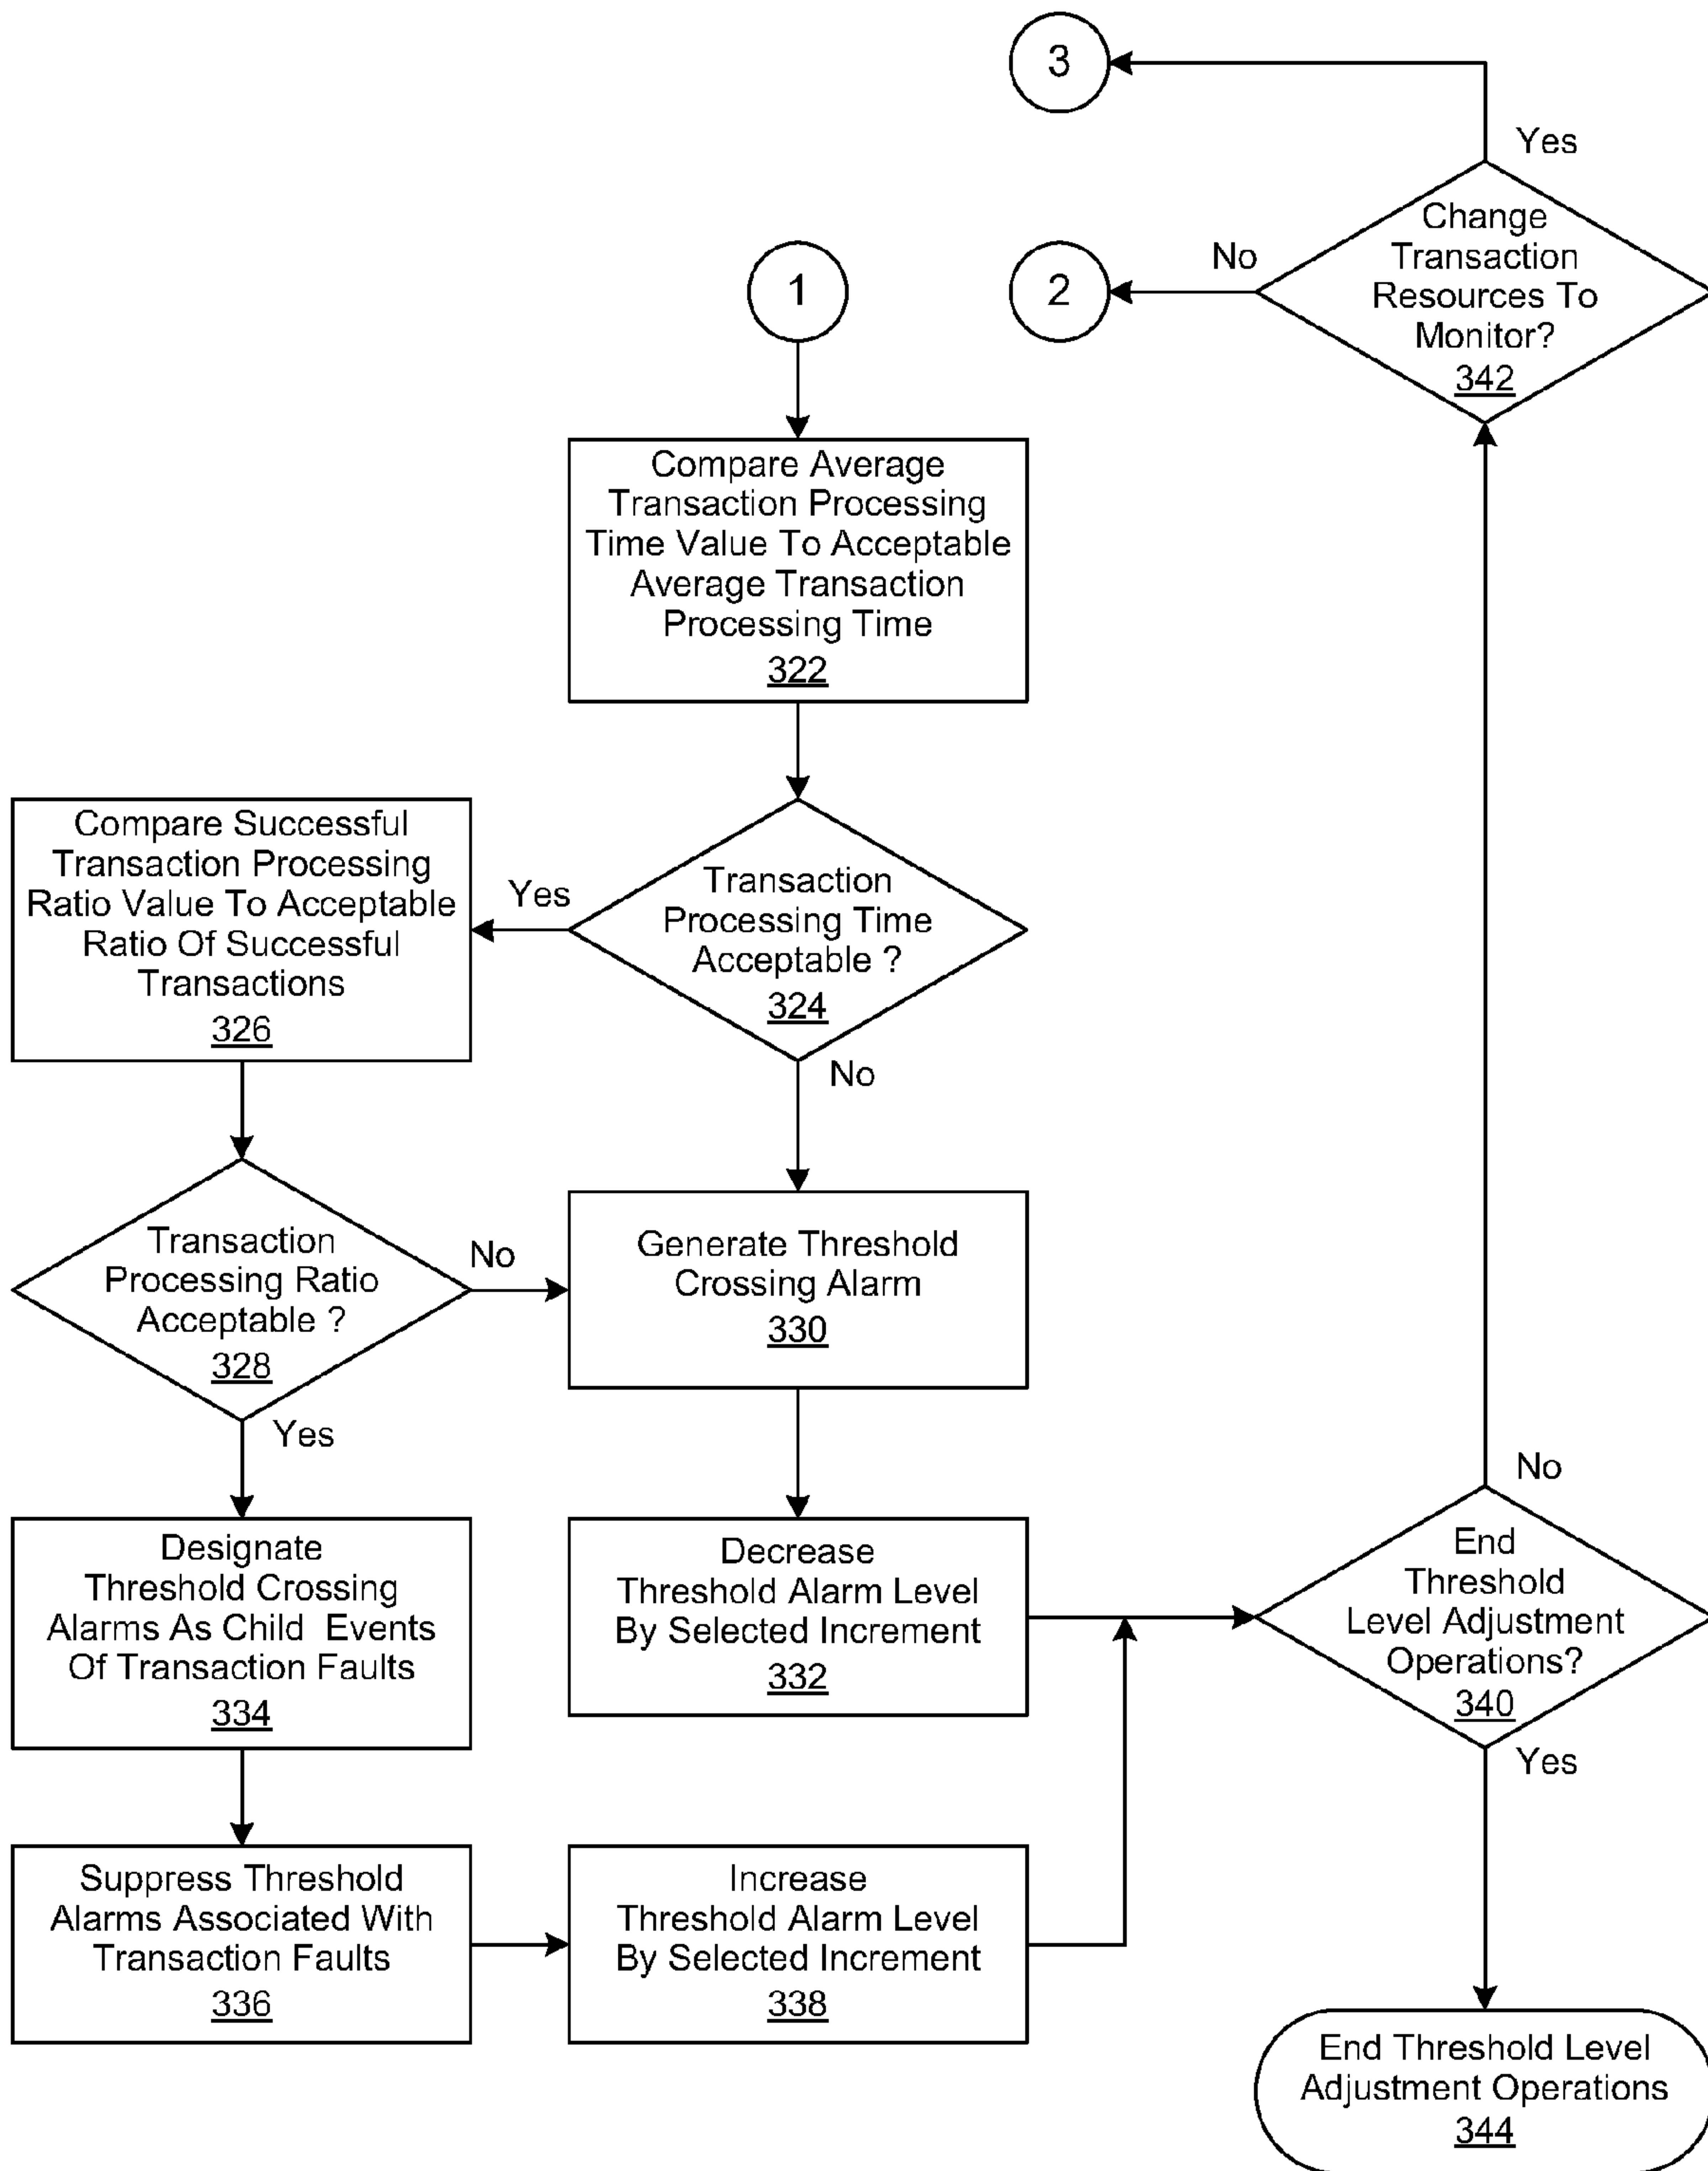 3
Yes
Change
Transaction
Resources To
Monitor?
342
No
2
1
Compare Average
Transaction Processing
Time Value To Acceptable
Average Transaction
Processing Time
322
Compare Successful
Transaction Processing
Ratio Value To Acceptable
Ratio Of Successful
Transactions
326
Yes
Transaction
Processing Time
Acceptable ?
324
No
Transaction
Processing Ratio
Acceptable ?
328
No
Yes
Generate Threshold
Crossing Alarm
330
Designate
Threshold Crossing
Alarms As Child Events
Of Transaction Faults
334
Decrease
Threshold Alarm Level
By Selected Increment
332
No
End
Threshold
Level Adjustment
Operations?
340
Yes
Suppress Threshold
Alarms Associated With
Transaction Faults
336
Increase
Threshold Alarm Level
By Selected Increment
338
End Threshold Level
Adjustment Operations
344